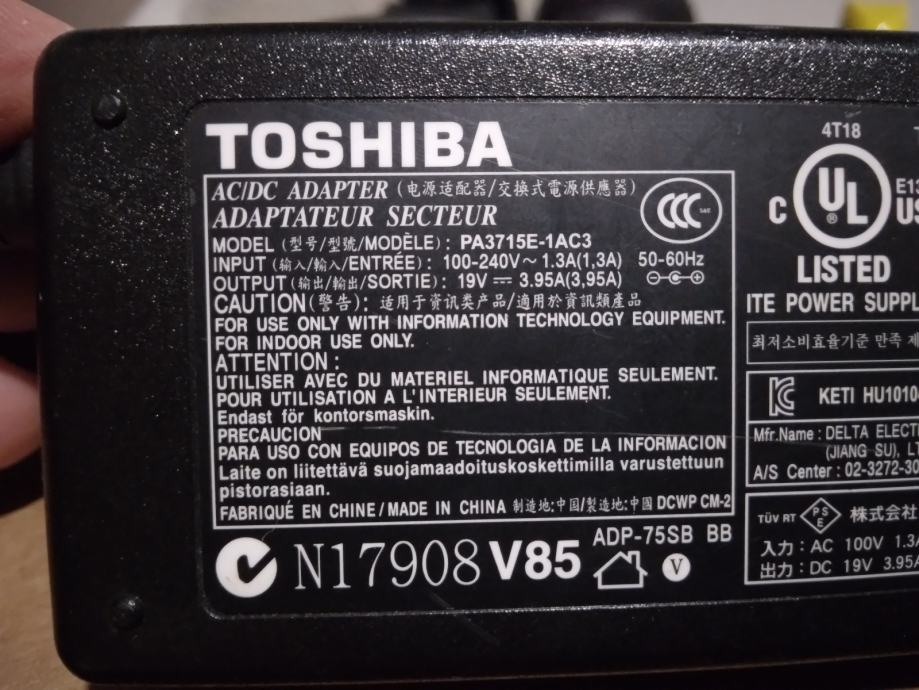 TOSHIBA
AC/DC ADAPTER (电源适配器/交換式電源供應器)
ADAPTATEUR SECTEUR
MODEL (型号/型號/MODÈLE): PA3715E-1AC3
INPUT (输入/輸入/ENTRÉE): 100-240V~ 1.3A(1,3A) 50-60Hz
OUTPUT (输出/輸出/SORTIE): 19V ⎓ 3.95A(3,95A)
CAUTION (警告): 适用于资讯类产品/適用於資訊類產品
FOR USE ONLY WITH INFORMATION TECHNOLOGY EQUIPMENT.
FOR INDOOR USE ONLY.
ATTENTION :
UTILISER AVEC DU MATERIEL INFORMATIQUE SEULEMENT.
POUR UTILISATION A L'INTERIEUR SEULEMENT.
Endast för kontorsmaskin.
PRECAUCION
PARA USO CON EQUIPOS DE TECNOLOGIA DE LA INFORMACION
Laite on liitettävä suojamaadoituskoskettimilla varustettuun
pistorasiaan.
FABRIQUÉ EN CHINE/MADE IN CHINA 制造地:中国/製造地:中國 DCWP CM-2
N17908 V85 ADP-75SB BB
V
CCC
4T18
C UL US
®
LISTED
ITE POWER
최저소비효율기준 만족
KETI
Mfr.Name : DELTA
(JIANG SU),
A/S Center : 02-3272-
TÜV RT PSE 株式会社
入力 : AC 100V
出力 : DC 19V